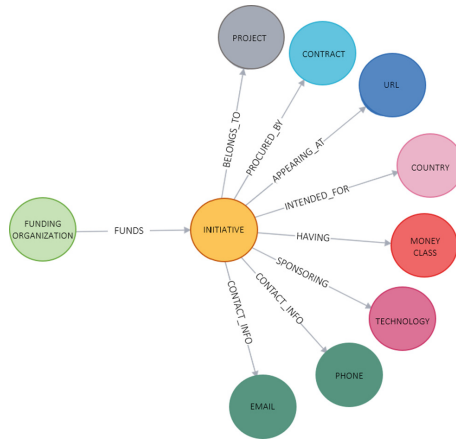 PROJECT
CONTRACT
URL
BELONGS_TO
PROCURED_BY
APPEARING_AT
COUNTRY
INTENDED_FOR
FUNDING
ORGANIZATION
FUNDS
INITIATIVE
HAVING
MONEY
CLASS
SPONSORING
CONTACT_INFO
CONTACT_INFO
TECHNOLOGY
PHONE
EMAIL